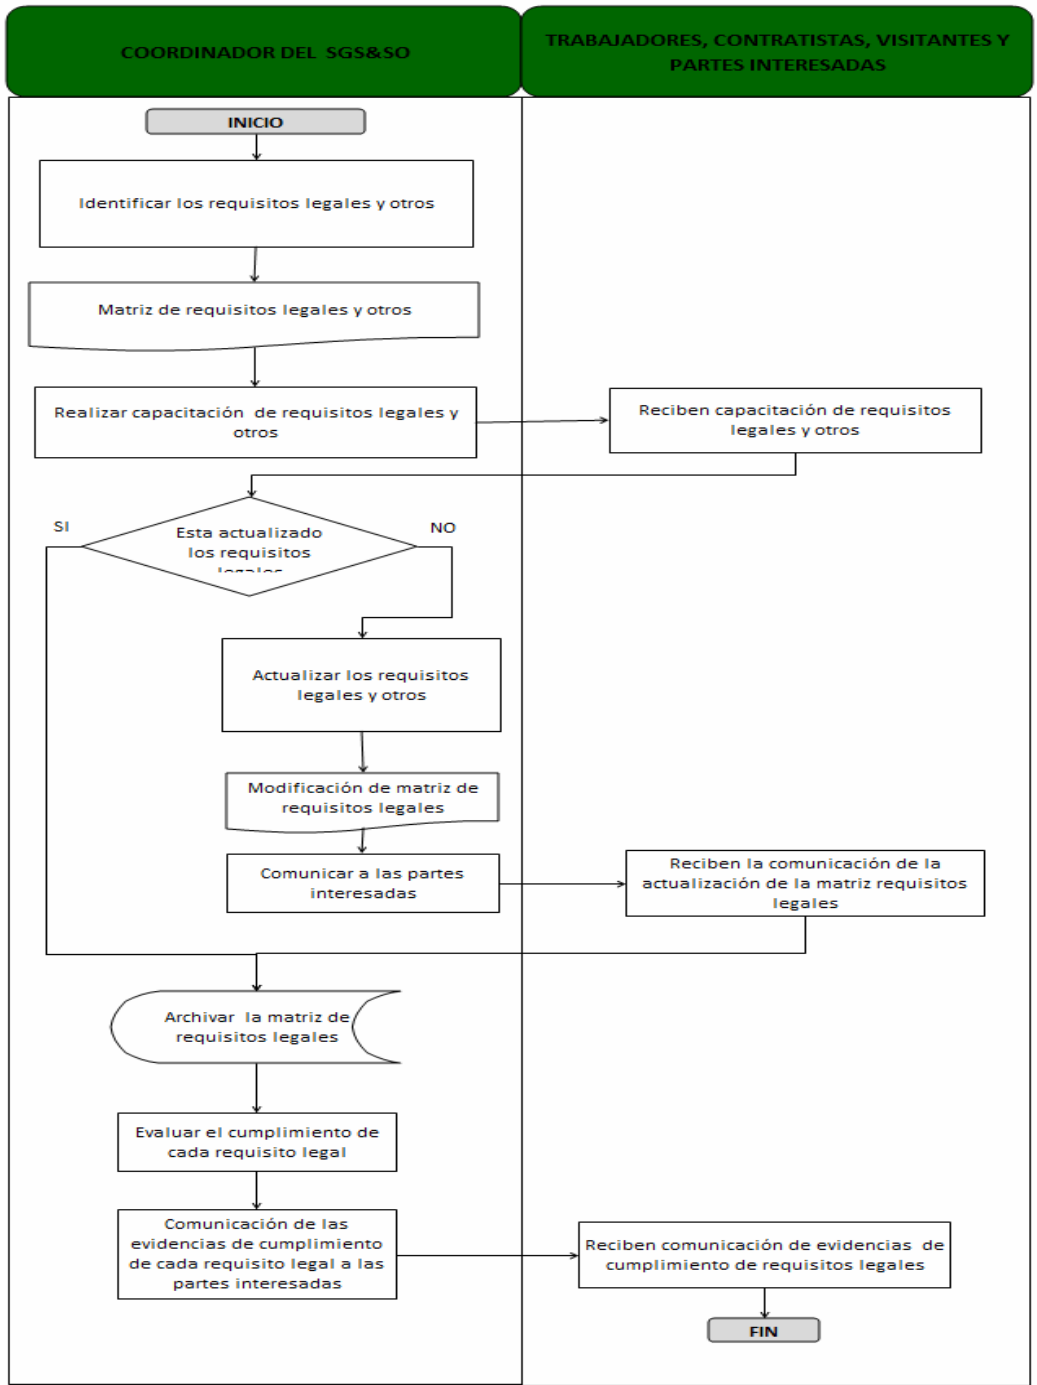 COORDINADOR DEL SGS&SO
TRABAJADORES, CONTRATISTAS, VISITANTES Y
PARTES INTERESADAS
INICIO
Identificar los requisitos legales y otros
Matriz de requisitos legales y otros
Realizar capacitación de requisitos legales y
otros
Reciben capacitación de requisitos
legales y otros
SI
Esta actualizado
los requisitos
legales
NO
Actualizar los requisitos
legales y otros
Modificación de matriz de
requisitos legales
Comunicar a las partes
interesadas
Reciben la comunicación de la
actualización de la matriz requisitos
legales
Archivar la matriz de
requisitos legales
Evaluar el cumplimiento de
cada requisito legal
Comunicación de las
evidencias de cumplimiento
de cada requisito legal a las
partes interesadas
Reciben comunicación de evidencias de
cumplimiento de requisitos legales
FIN